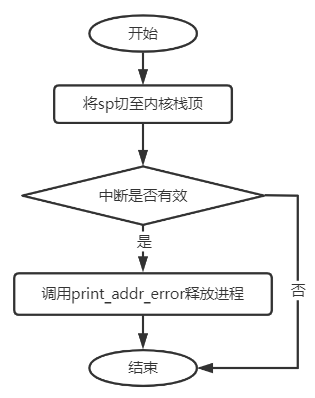 开始
将sp切至内核栈顶
中断是否有效
是
否
调用print_addr_error释放进程
结束